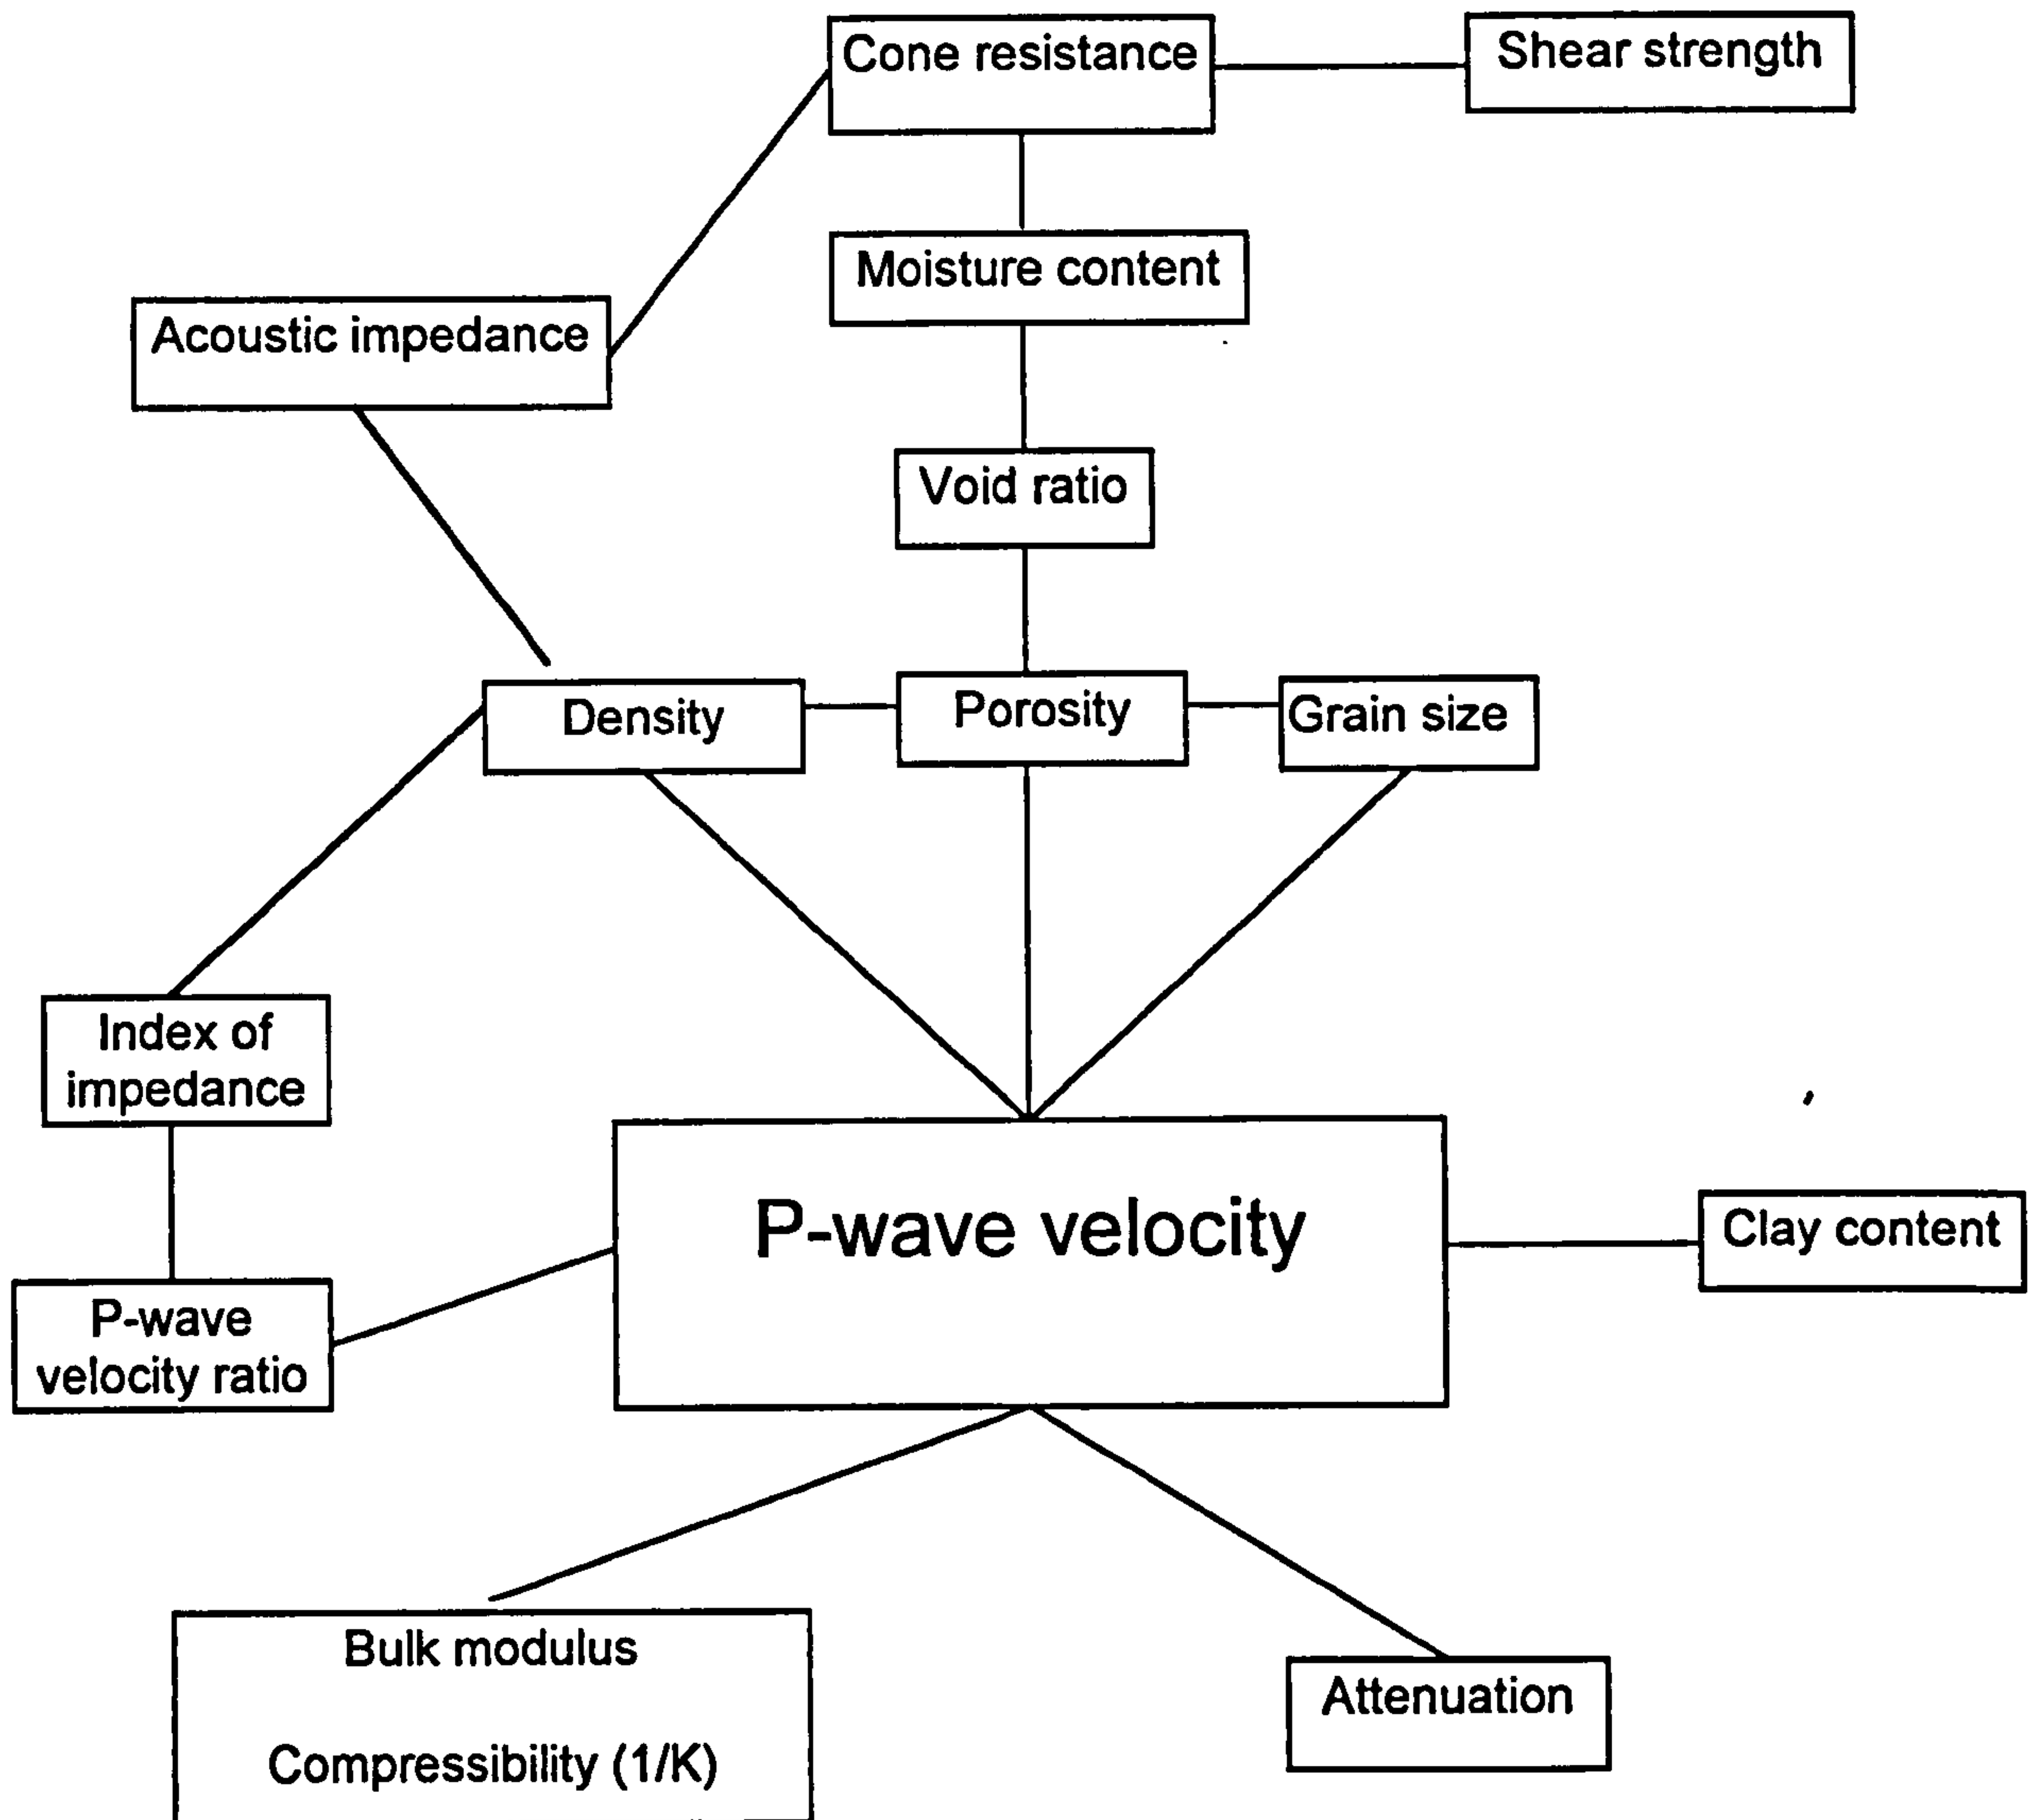 Cone resistance
Shear strength
Moisture content
Acoustic impedance
Void ratio
Density
Porosity
Grain size
Index of
impedance
P-wave velocity
Clay content
P-wave
velocity ratio
Bulk modulus
Compressibility (1/K)
Attenuation